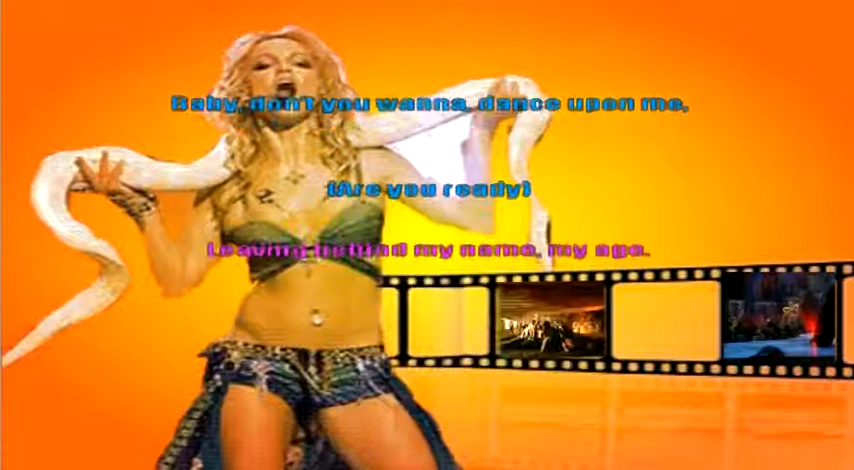 Baby, don't you wanna, dance upon me,
(Are you ready)
Leaving behind my name, my age.